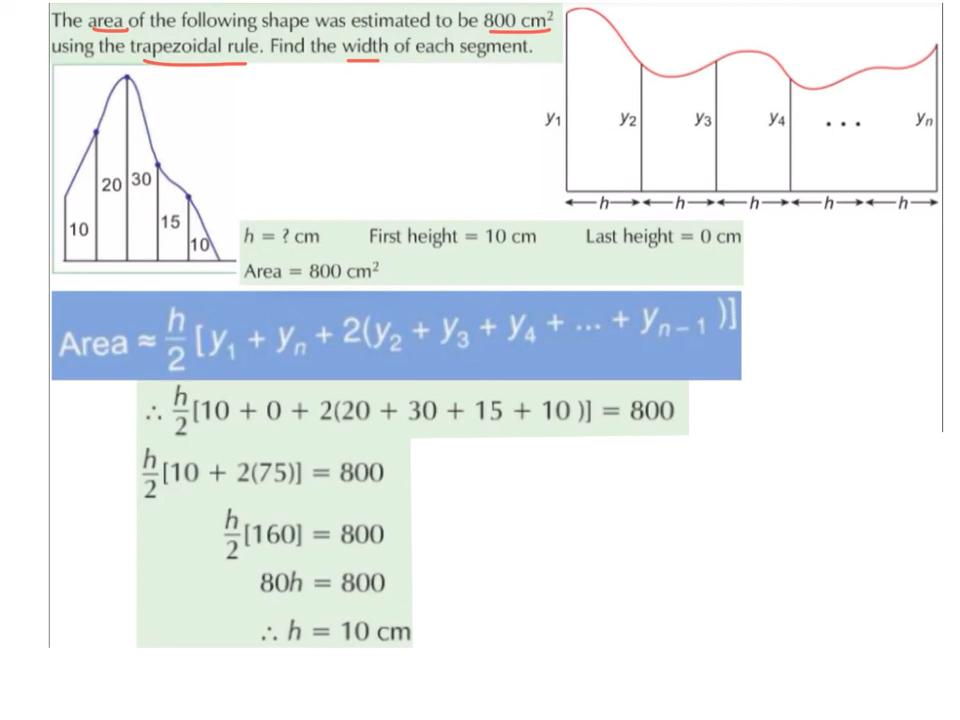 The area of the following shape was estimated to be 800 cm²
using the trapezoidal rule. Find the width of each segment.
10
20
30
15
10
y₁
y₂
y₃
y₄
. . .
yₙ
h
h
h
h
h
h = ? cm First height = 10 cm Last height = 0 cm
Area = 800 cm²
Area ≈ h/2 [y₁ + yₙ + 2(y₂ + y₃ + y₄ + ... + yₙ₋₁)]
∴ h/2 [10 + 0 + 2(20 + 30 + 15 + 10 )] = 800
h/2 [10 + 2(75)] = 800
h/2 [160] = 800
80h = 800
∴ h = 10 cm